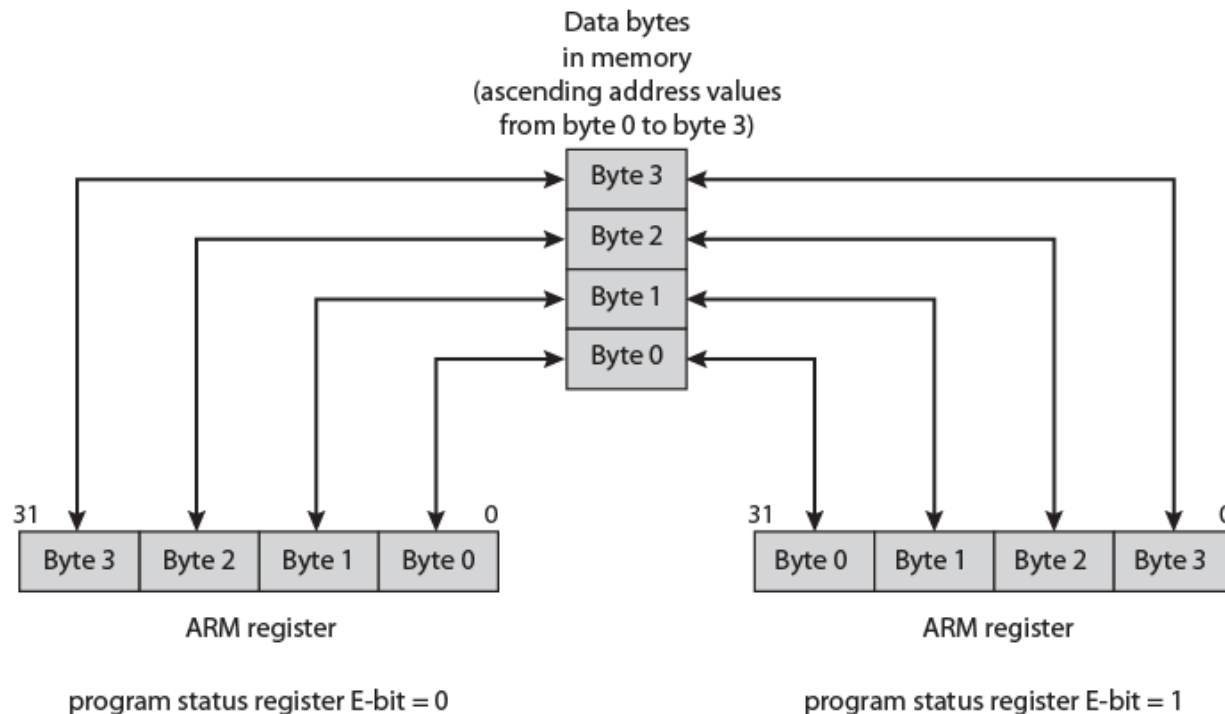 Data bytes
in memory
(ascending address values
from byte 0 to byte 3)
Byte 3
Byte 2
Byte 1
Byte 0
31 0
Byte 3 Byte 2 Byte 1 Byte 0
ARM register
program status register E-bit = 0
31 0
Byte 0 Byte 1 Byte 2 Byte 3
ARM register
program status register E-bit = 1